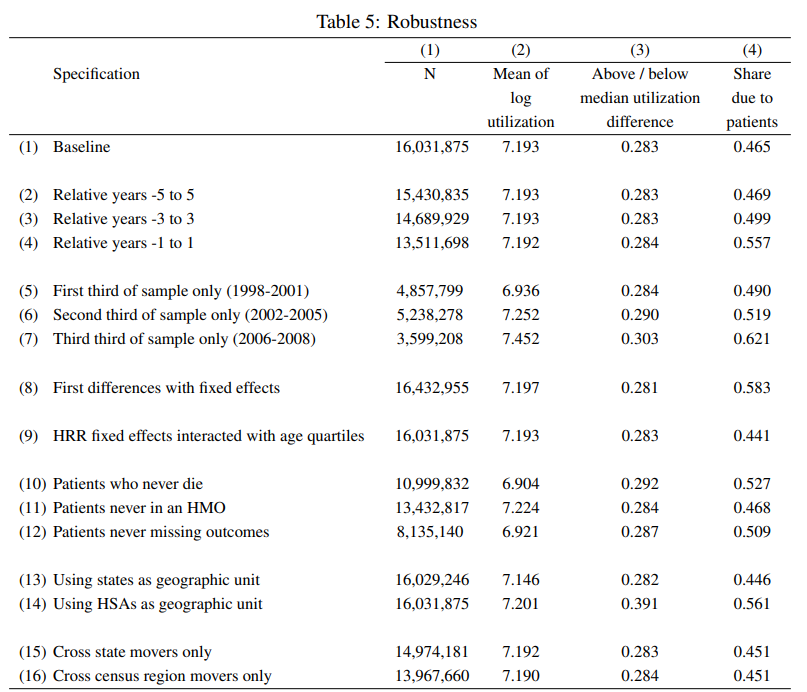 Table 5: Robustness
(1) (2) (3) (4)
Specification N Mean of Above / below Share
log median utilization due to
utilization difference patients
(1) Baseline 16,031,875 7.193 0.283 0.465
(2) Relative years -5 to 5 15,430,835 7.193 0.283 0.469
(3) Relative years -3 to 3 14,689,929 7.193 0.283 0.499
(4) Relative years -1 to 1 13,511,698 7.192 0.284 0.557
(5) First third of sample only (1998-2001) 4,857,799 6.936 0.284 0.490
(6) Second third of sample only (2002-2005) 5,238,278 7.252 0.290 0.519
(7) Third third of sample only (2006-2008) 3,599,208 7.452 0.303 0.621
(8) First differences with fixed effects 16,432,955 7.197 0.281 0.583
(9) HRR fixed effects interacted with age quartiles 16,031,875 7.193 0.283 0.441
(10) Patients who never die 10,999,832 6.904 0.292 0.527
(11) Patients never in an HMO 13,432,817 7.224 0.284 0.468
(12) Patients never missing outcomes 8,135,140 6.921 0.287 0.509
(13) Using states as geographic unit 16,029,246 7.146 0.282 0.446
(14) Using HSAs as geographic unit 16,031,875 7.201 0.391 0.561
(15) Cross state movers only 14,974,181 7.192 0.283 0.451
(16) Cross census region movers only 13,967,660 7.190 0.284 0.451